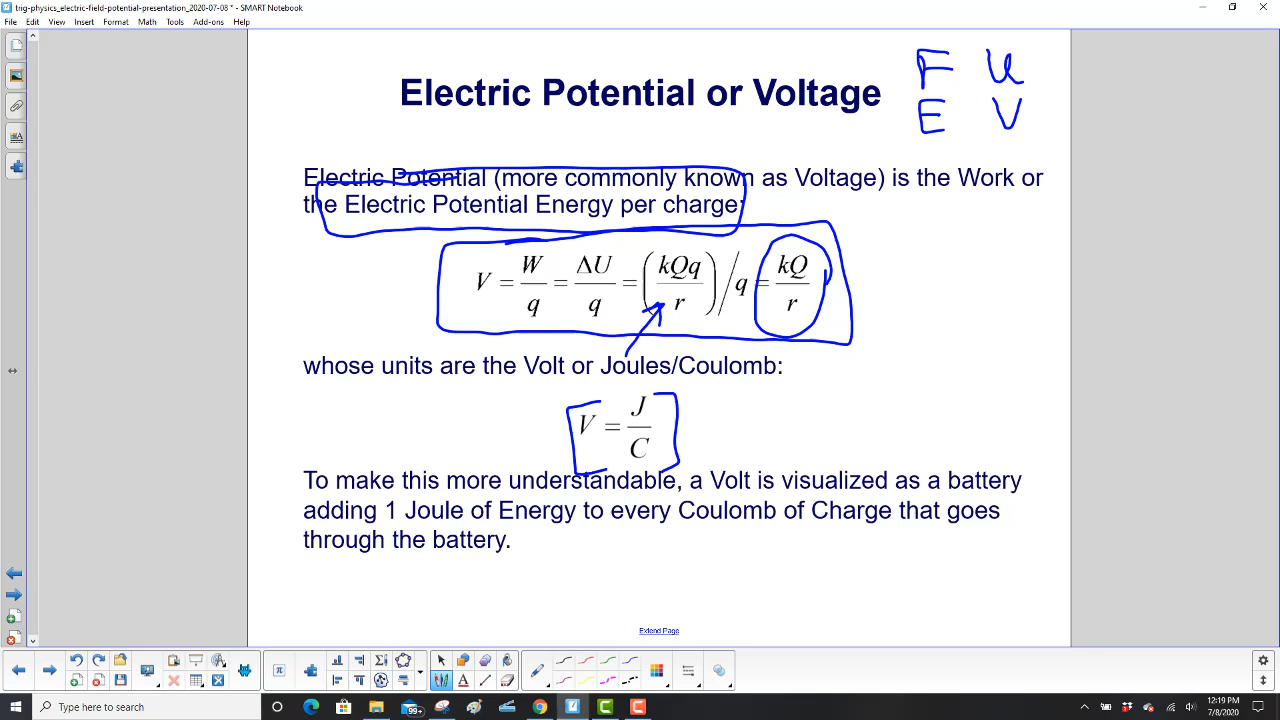 trig-physics_electric-field-potential-presentation_2020-07-08 * - SMART Notebook
File Edit View Insert Format Math Tools Add-ons Help
Electric Potential or Voltage
F U
E V
Electric Potential (more commonly known as Voltage) is the Work or
the Electric Potential Energy per charge:
V = W/q = ΔU/q = (kQq/r)/q = kQ/r
whose units are the Volt or Joules/Coulomb:
V = J/C
To make this more understandable, a Volt is visualized as a battery
adding 1 Joule of Energy to every Coulomb of Charge that goes
through the battery.
Extend Page
Type here to search
99+
12:19 PM
7/8/2020